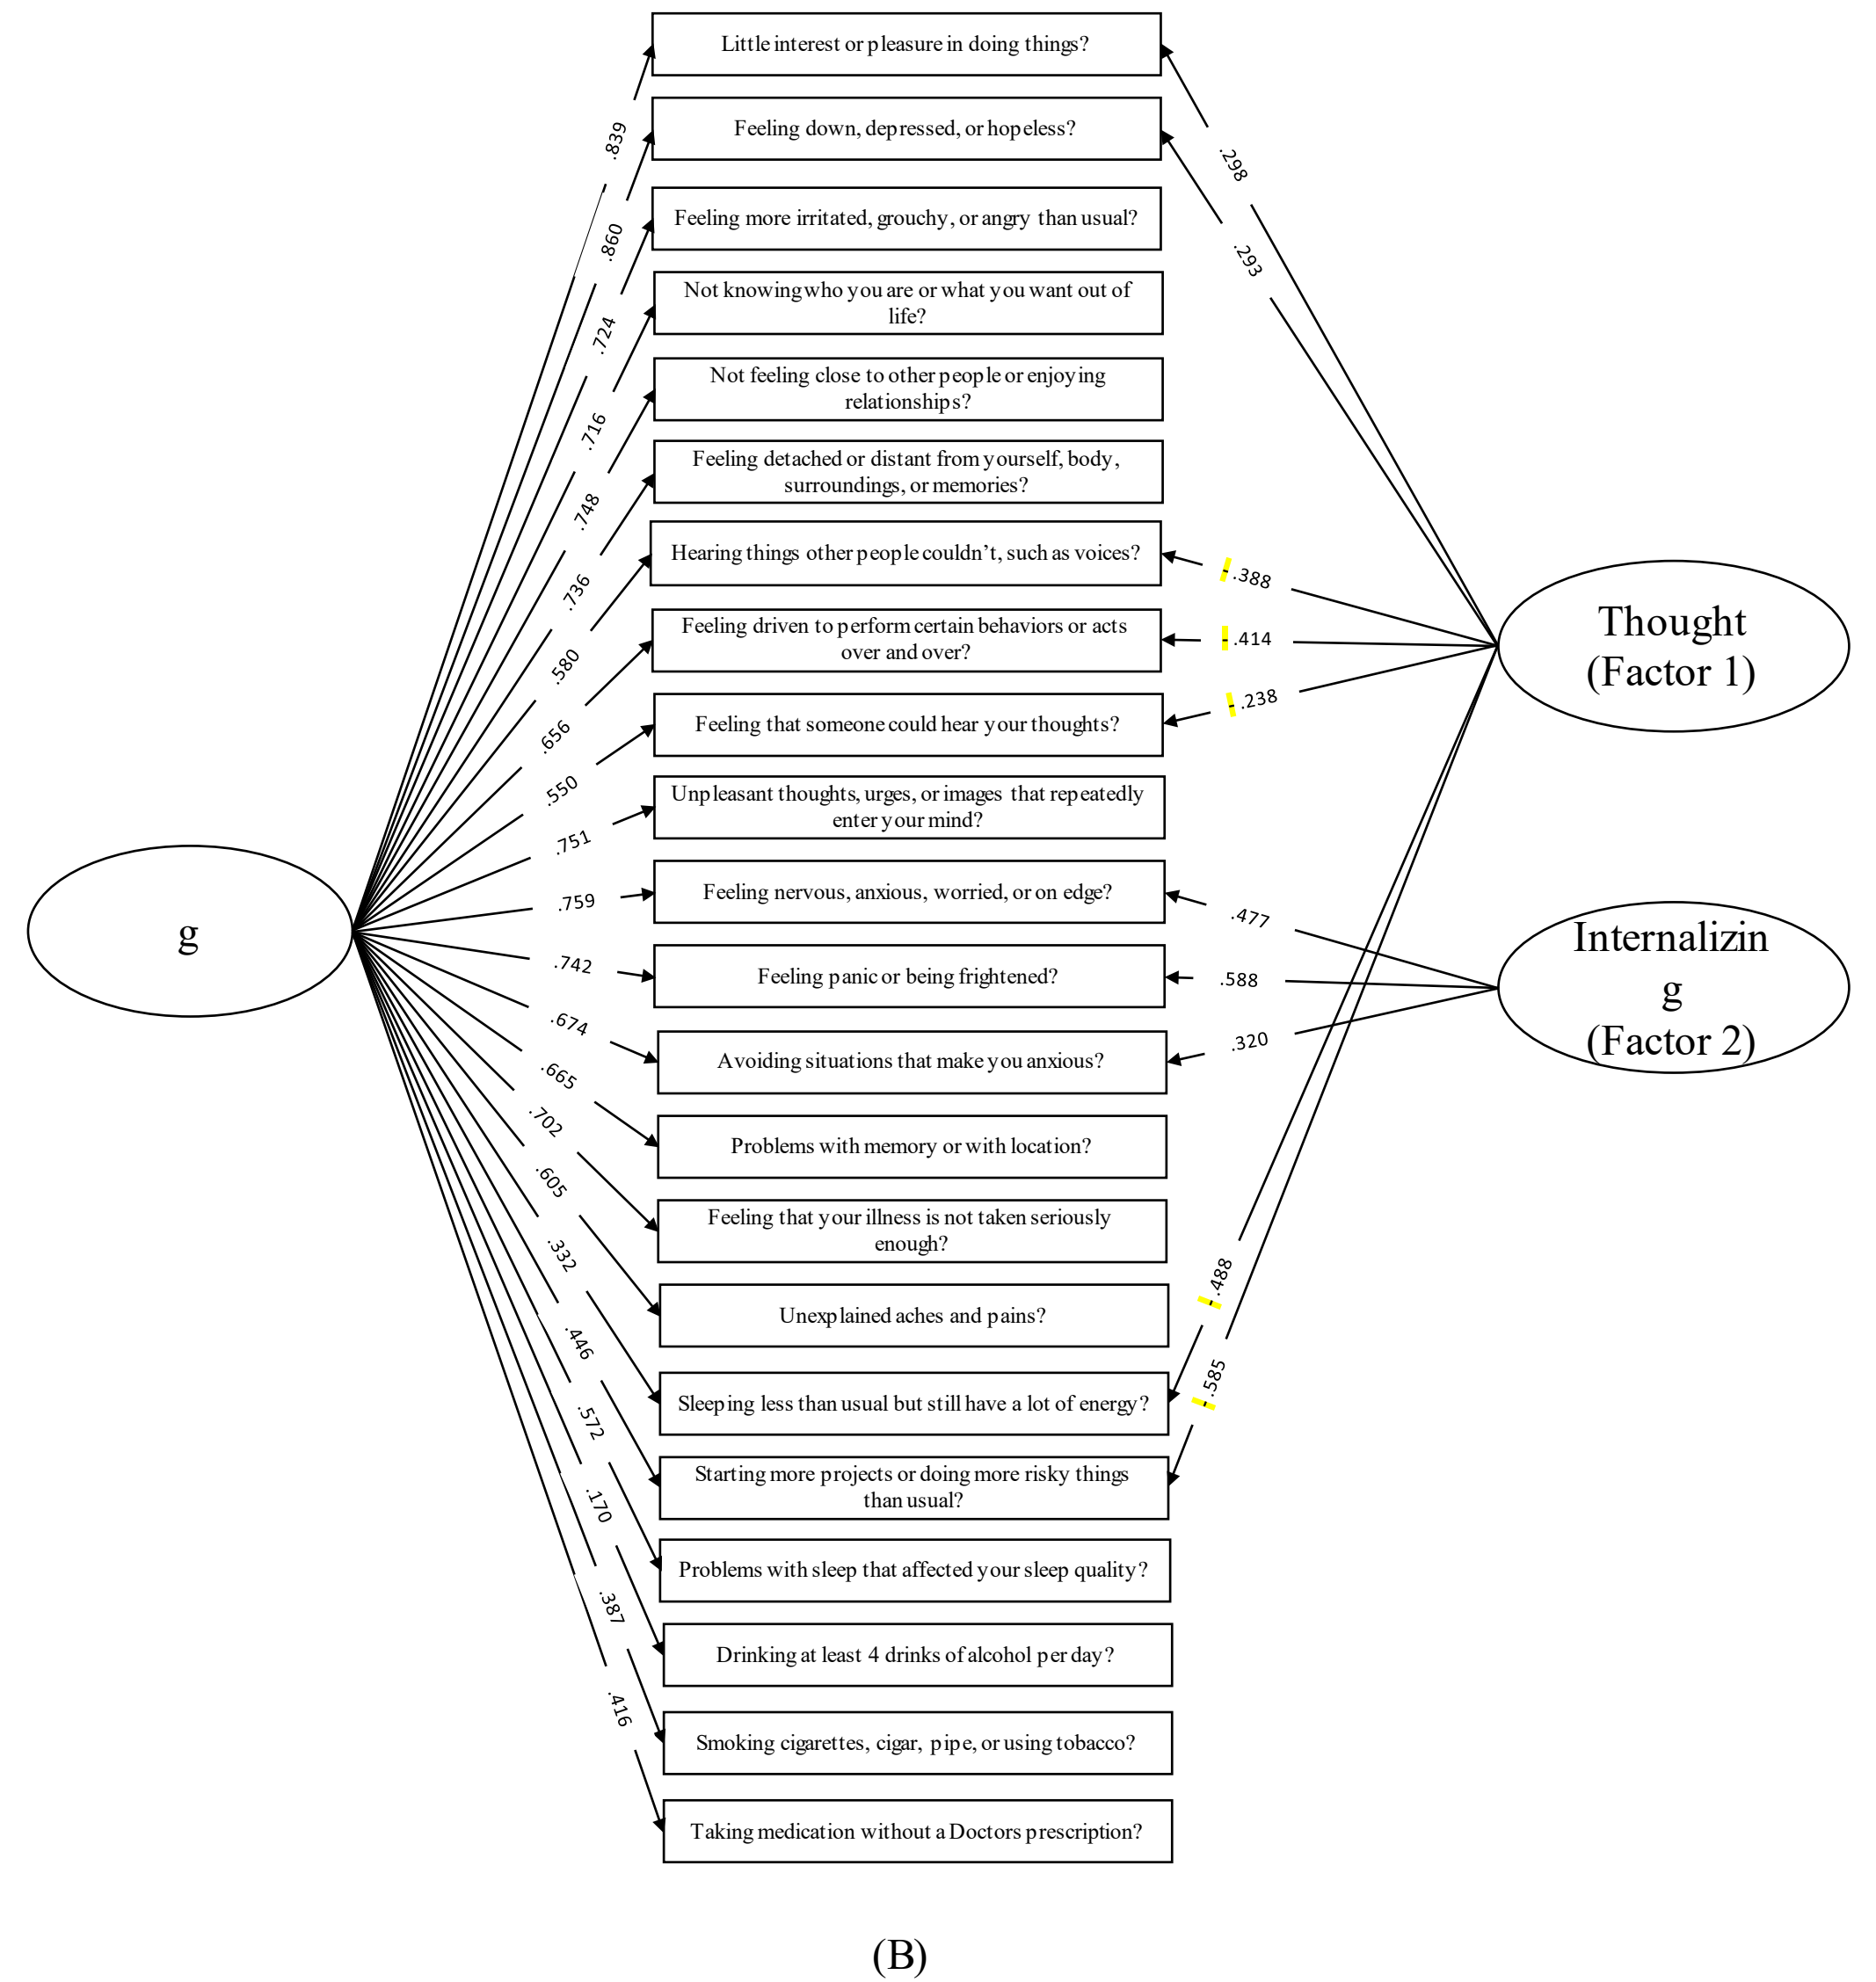 Little interest or pleasure in doing things?
Feeling down, depressed, or hopeless?
Feeling more irritated, grouchy, or angry than usual?
Not knowing who you are or what you want out of
life?
Not feeling close to other people or enjoying
relationships?
Feeling detached or distant from yourself, body,
surroundings, or memories?
Hearing things other people couldn’t, such as voices?
Feeling driven to perform certain behaviors or acts
over and over?
Feeling that someone could hear your thoughts?
Unpleasant thoughts, urges, or images that repeatedly
enter your mind?
Feeling nervous, anxious, worried, or on edge?
Feeling panic or being frightened?
Avoiding situations that make you anxious?
Problems with memory or with location?
Feeling that your illness is not taken seriously
enough?
Unexplained aches and pains?
Sleeping less than usual but still have a lot of energy?
Starting more projects or doing more risky things
than usual?
Problems with sleep that affected your sleep quality?
Drinking at least 4 drinks of alcohol per day?
Smoking cigarettes, cigar, pipe, or using tobacco?
Taking medication without a Doctors prescription?
g
.839
.860
.724
.716
.748
.736
.580
.656
.550
.751
.759
.742
.674
.665
.702
.605
.332
.446
.572
.170
.387
.416
Thought
(Factor 1)
.298
.293
-.388
-.414
-.238
-.488
-.585
Internalizin
g
(Factor 2)
.477
.588
.320
(B)